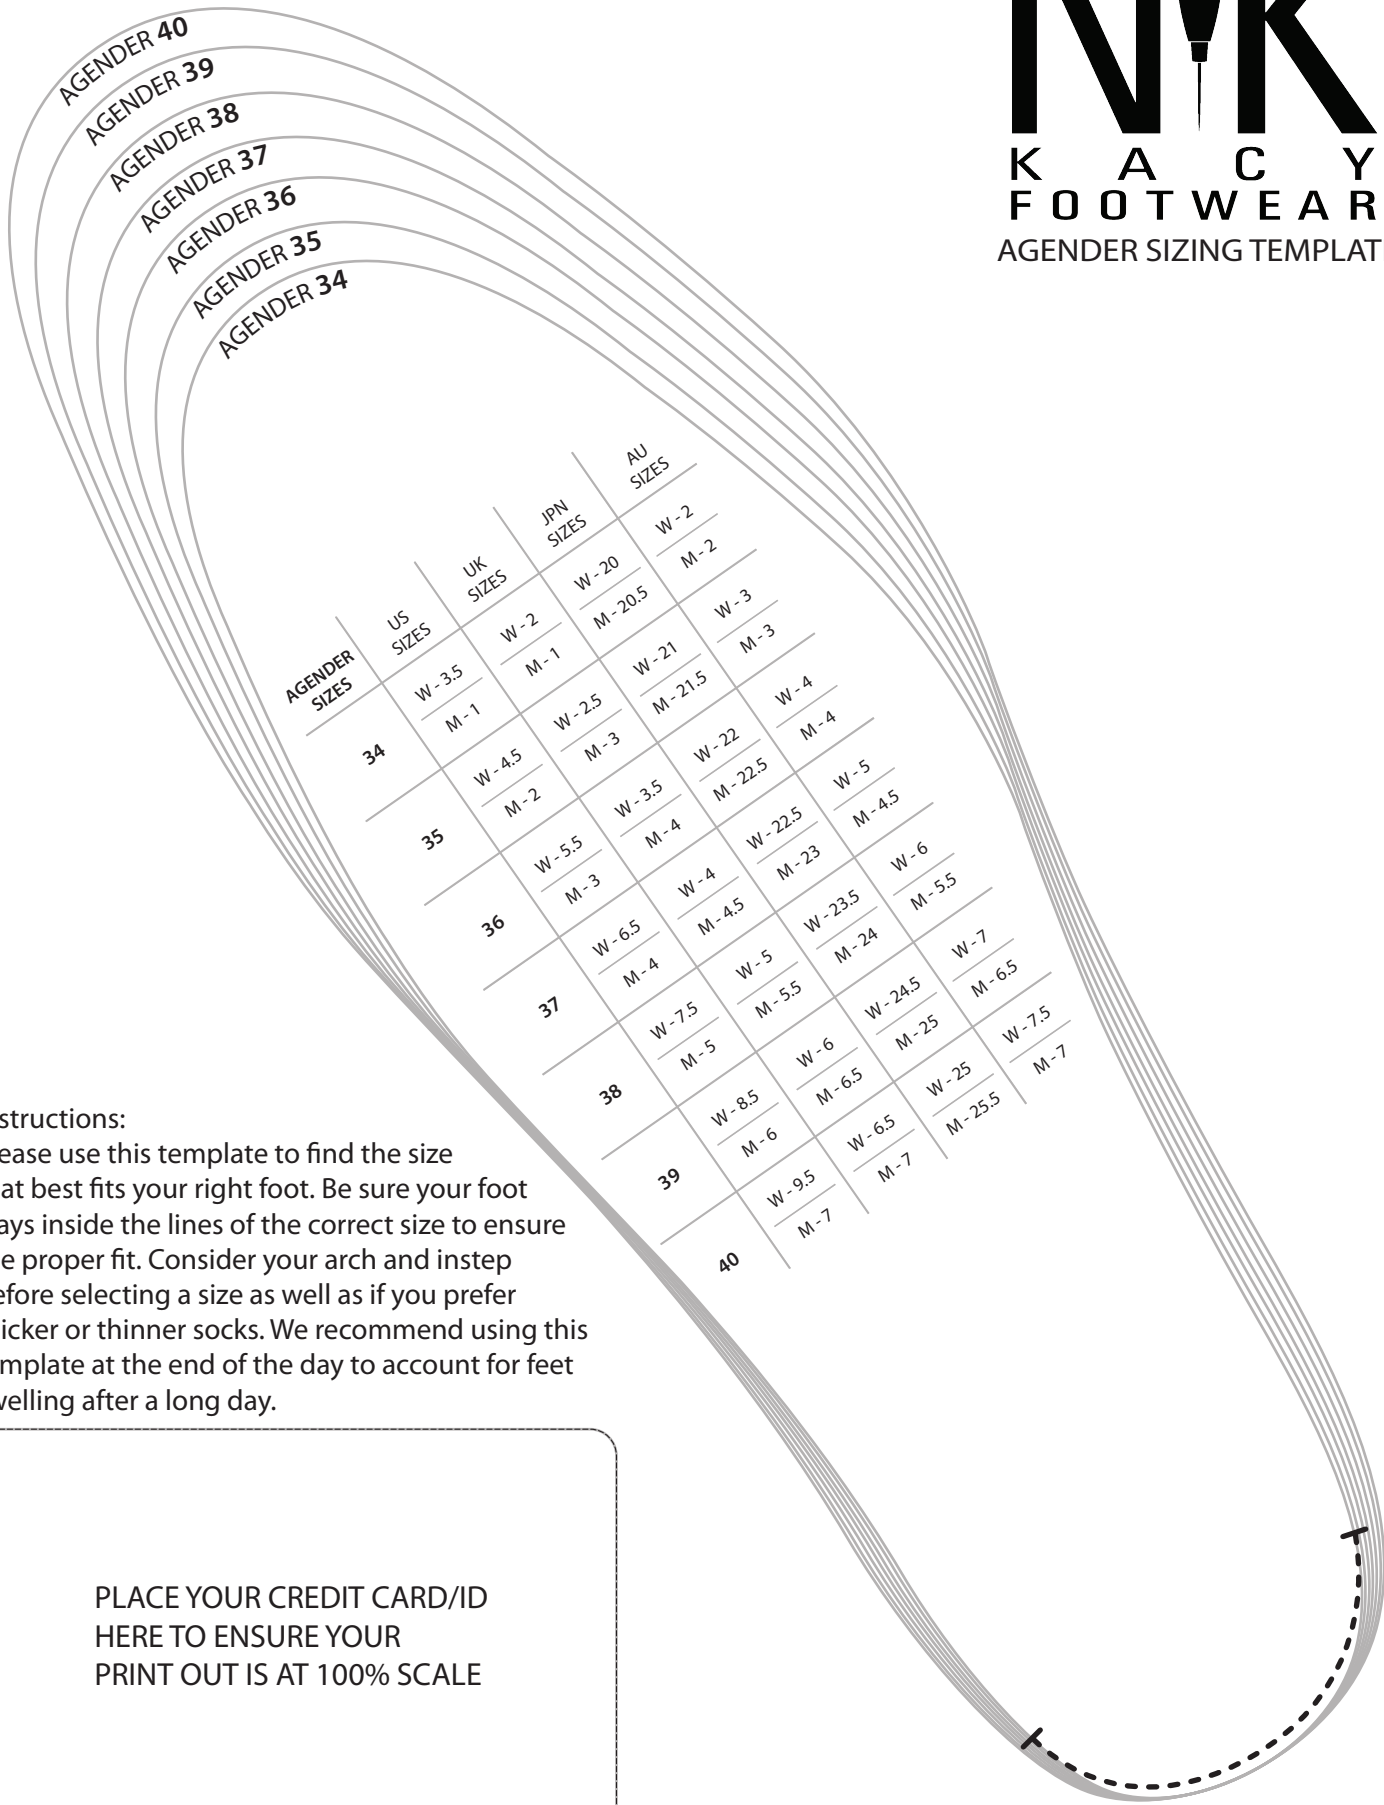 NiK
KACY
FOOTWEAR
AGENDER SIZING TEMPLAT
AGENDER 40
AGENDER 39
AGENDER 38
AGENDER 37
AGENDER 36
AGENDER 35
AGENDER 34
AGENDER
SIZES
US
SIZES
UK
SIZES
JPN
SIZES
AU
SIZES
34
W - 3.5
M - 1
W - 2
M - 1
W - 20
M - 20.5
W - 2
M - 2
35
W - 4.5
M - 2
W - 2.5
M - 3
W - 21
M - 21.5
W - 3
M - 3
36
W - 5.5
M - 3
W - 3.5
M - 4
W - 22
M - 22.5
W - 4
M - 4
37
W - 6.5
M - 4
W - 4
M - 4.5
W - 22.5
M - 23
W - 5
M - 4.5
38
W - 7.5
M - 5
W - 5
M - 5.5
W - 23.5
M - 24
W - 6
M - 5.5
39
W - 8.5
M - 6
W - 6
M - 6.5
W - 24.5
M - 25
W - 7
M - 6.5
40
W - 9.5
M - 7
W - 6.5
M - 7
W - 25
M - 25.5
W - 7.5
M - 7
structions:
ease use this template to find the size
at best fits your right foot. Be sure your foot
ays inside the lines of the correct size to ensure
e proper fit. Consider your arch and instep
efore selecting a size as well as if you prefer
icker or thinner socks. We recommend using this
mplate at the end of the day to account for feet
welling after a long day.
PLACE YOUR CREDIT CARD/ID
HERE TO ENSURE YOUR
PRINT OUT IS AT 100% SCALE